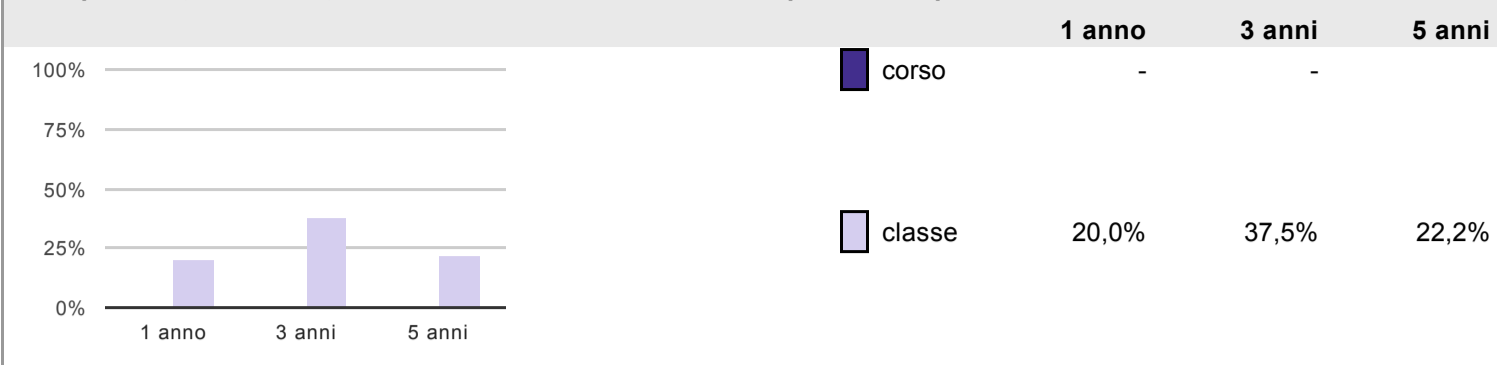 1 anno 3 anni 5 anni
100%
75%
50%
25%
0%
1 anno 3 anni 5 anni
corso - -
classe 20,0% 37,5% 22,2%